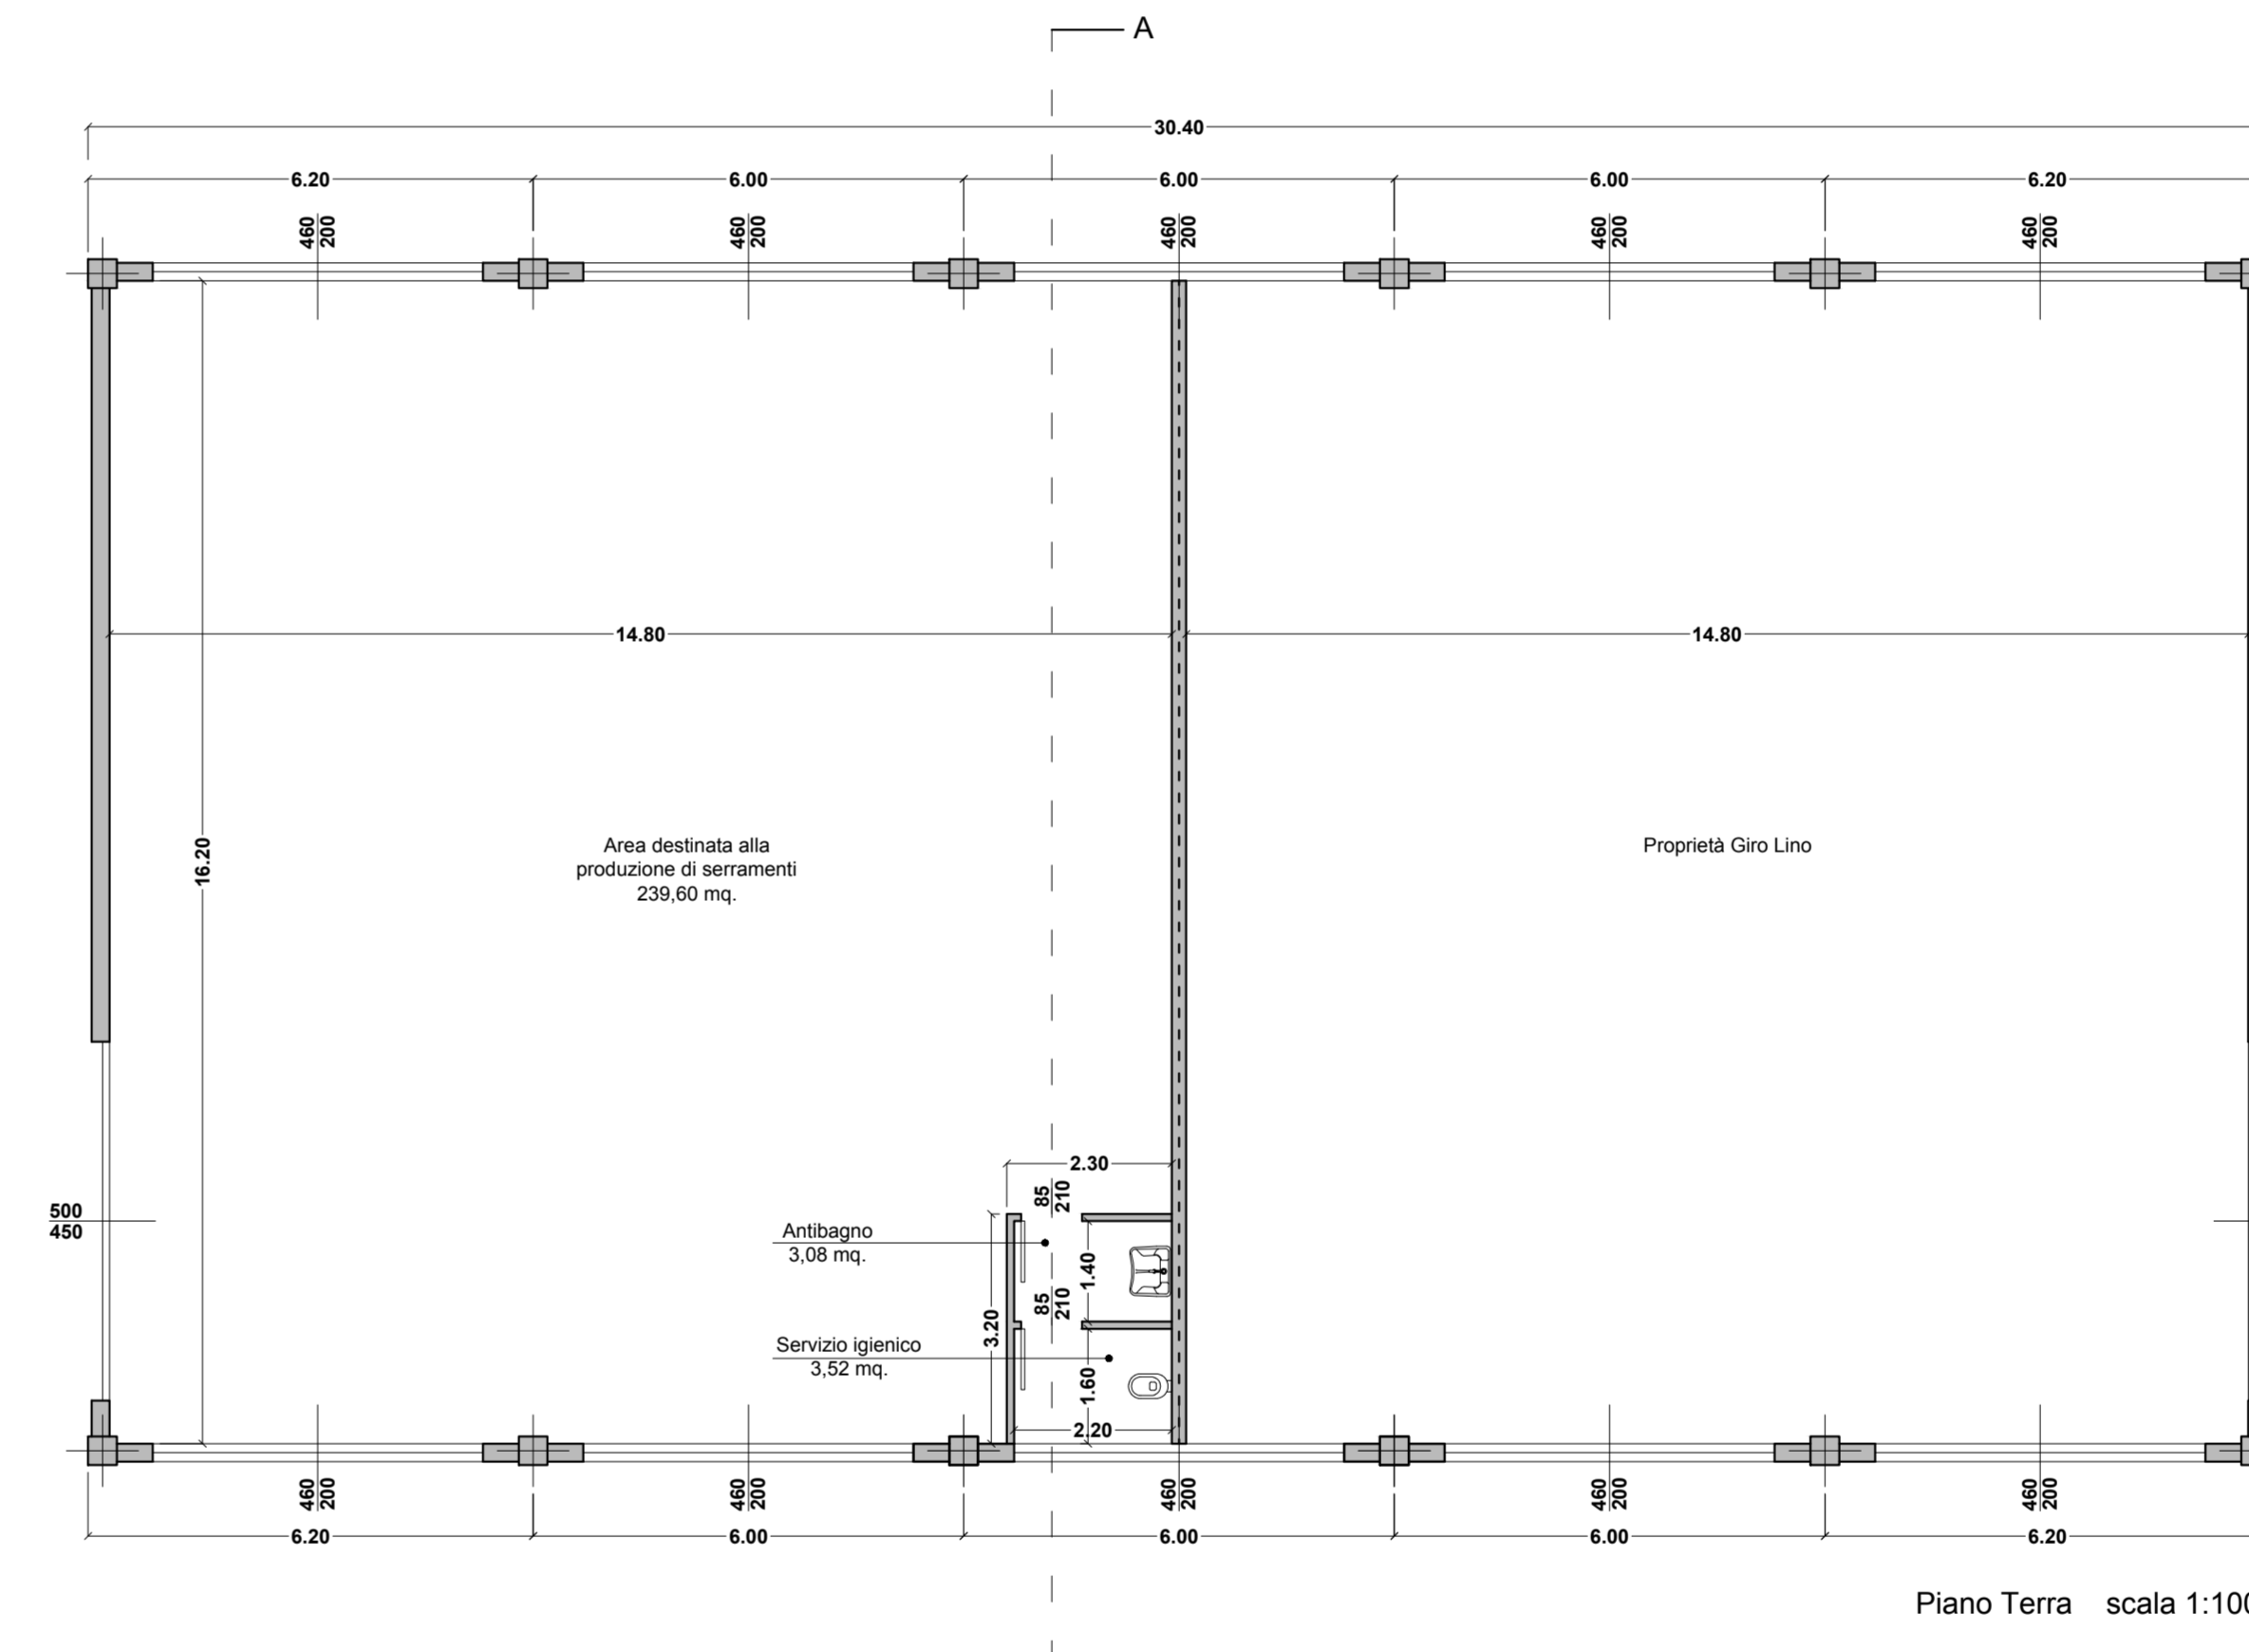 A
30.40
6.20 6.00 6.00 6.00 6.20
460 460 460 460 460
200 200 200 200 200
14.80 14.80
16.20
Area destinata alla
produzione di serramenti
239,60 mq.
Proprietà Giro Lino
2.30
85
210
500
450
Antibagno
3,08 mq.
1.40
85
210
3.20
Servizio igienico
3,52 mq.
1.60
2.20
460 460 460 460 460
200 200 200 200 200
6.20 6.00 6.00 6.00 6.20
Piano Terra scala 1:100